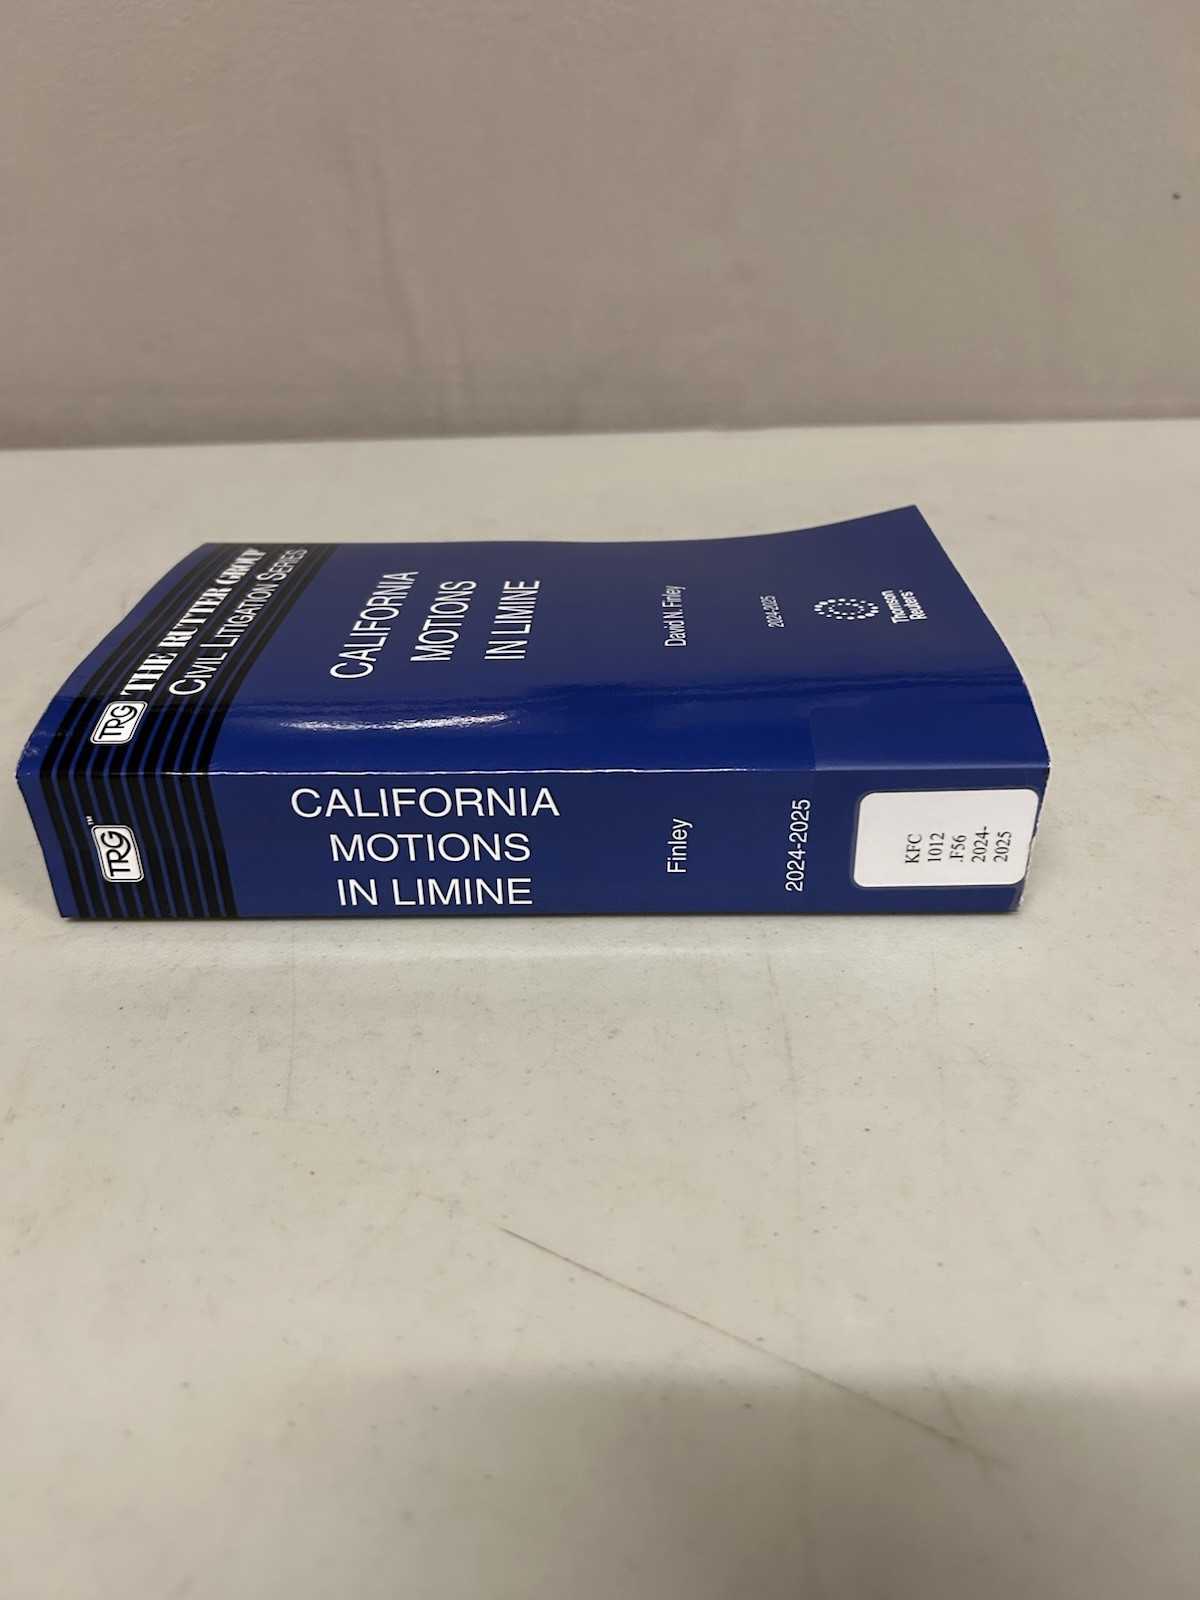 TRG THE RUTTER GROUP
CIVIL LITIGATION SERIES
CALIFORNIA
MOTIONS
IN LIMINE
David N. Finley
2024-2025
Thomson
Reuters
TRG™
CALIFORNIA
MOTIONS
IN LIMINE
Finley
2024-2025
KFC
1012
.F56
2024-
2025